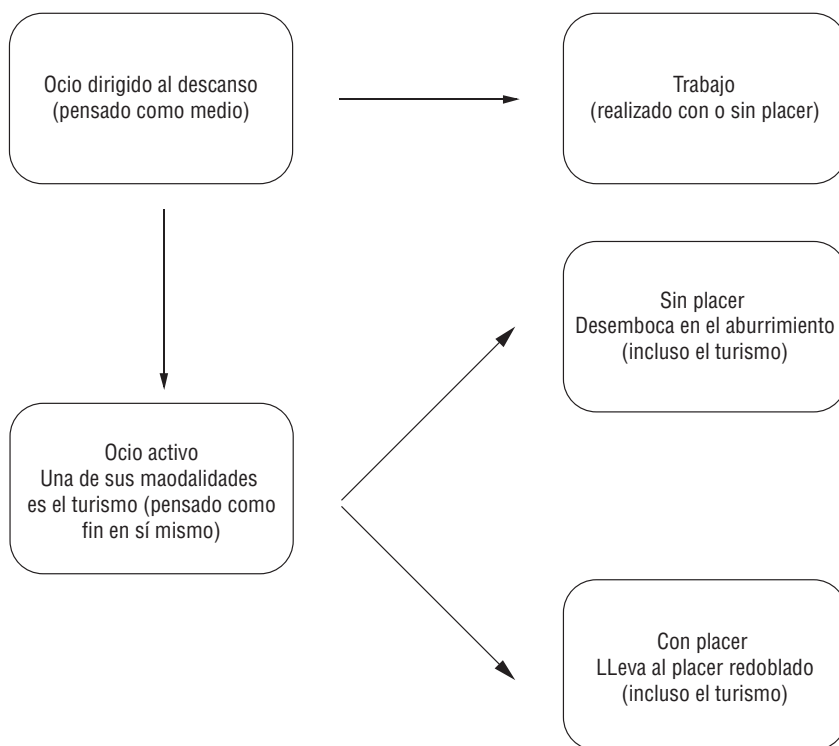 Ocio dirigido al descanso
(pensado como medio)
Trabajo
(realizado con o sin placer)
Sin placer
Desemboca en el aburrimiento
(incluso el turismo)
Ocio activo
Una de sus maodalidades
es el turismo (pensado como
fin en sí mismo)
Con placer
LLeva al placer redoblado
(incluso el turismo)